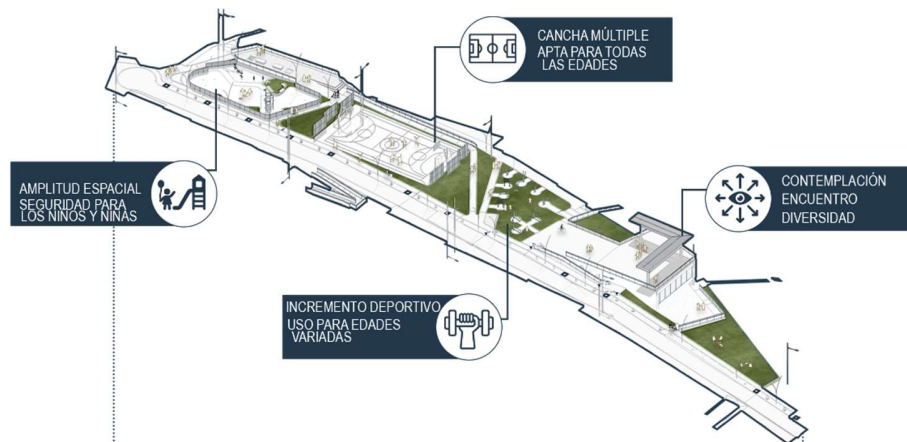 CANCHA MÚLTIPLE
APTA PARA TODAS
LAS EDADES
AMPLITUD ESPACIAL
SEGURIDAD PARA
LOS NIÑOS Y NIÑAS
CONTEMPLACIÓN
ENCUENTRO
DIVERSIDAD
INCREMENTO DEPORTIVO
USO PARA EDADES
VARIADAS